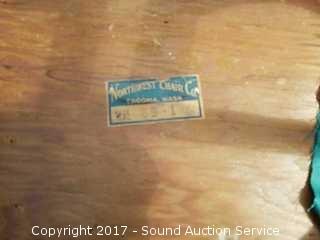 NORTHWEST CHAIR CO.
TACOMA, WASH.
Copyright 2017 - Sound Auction Service